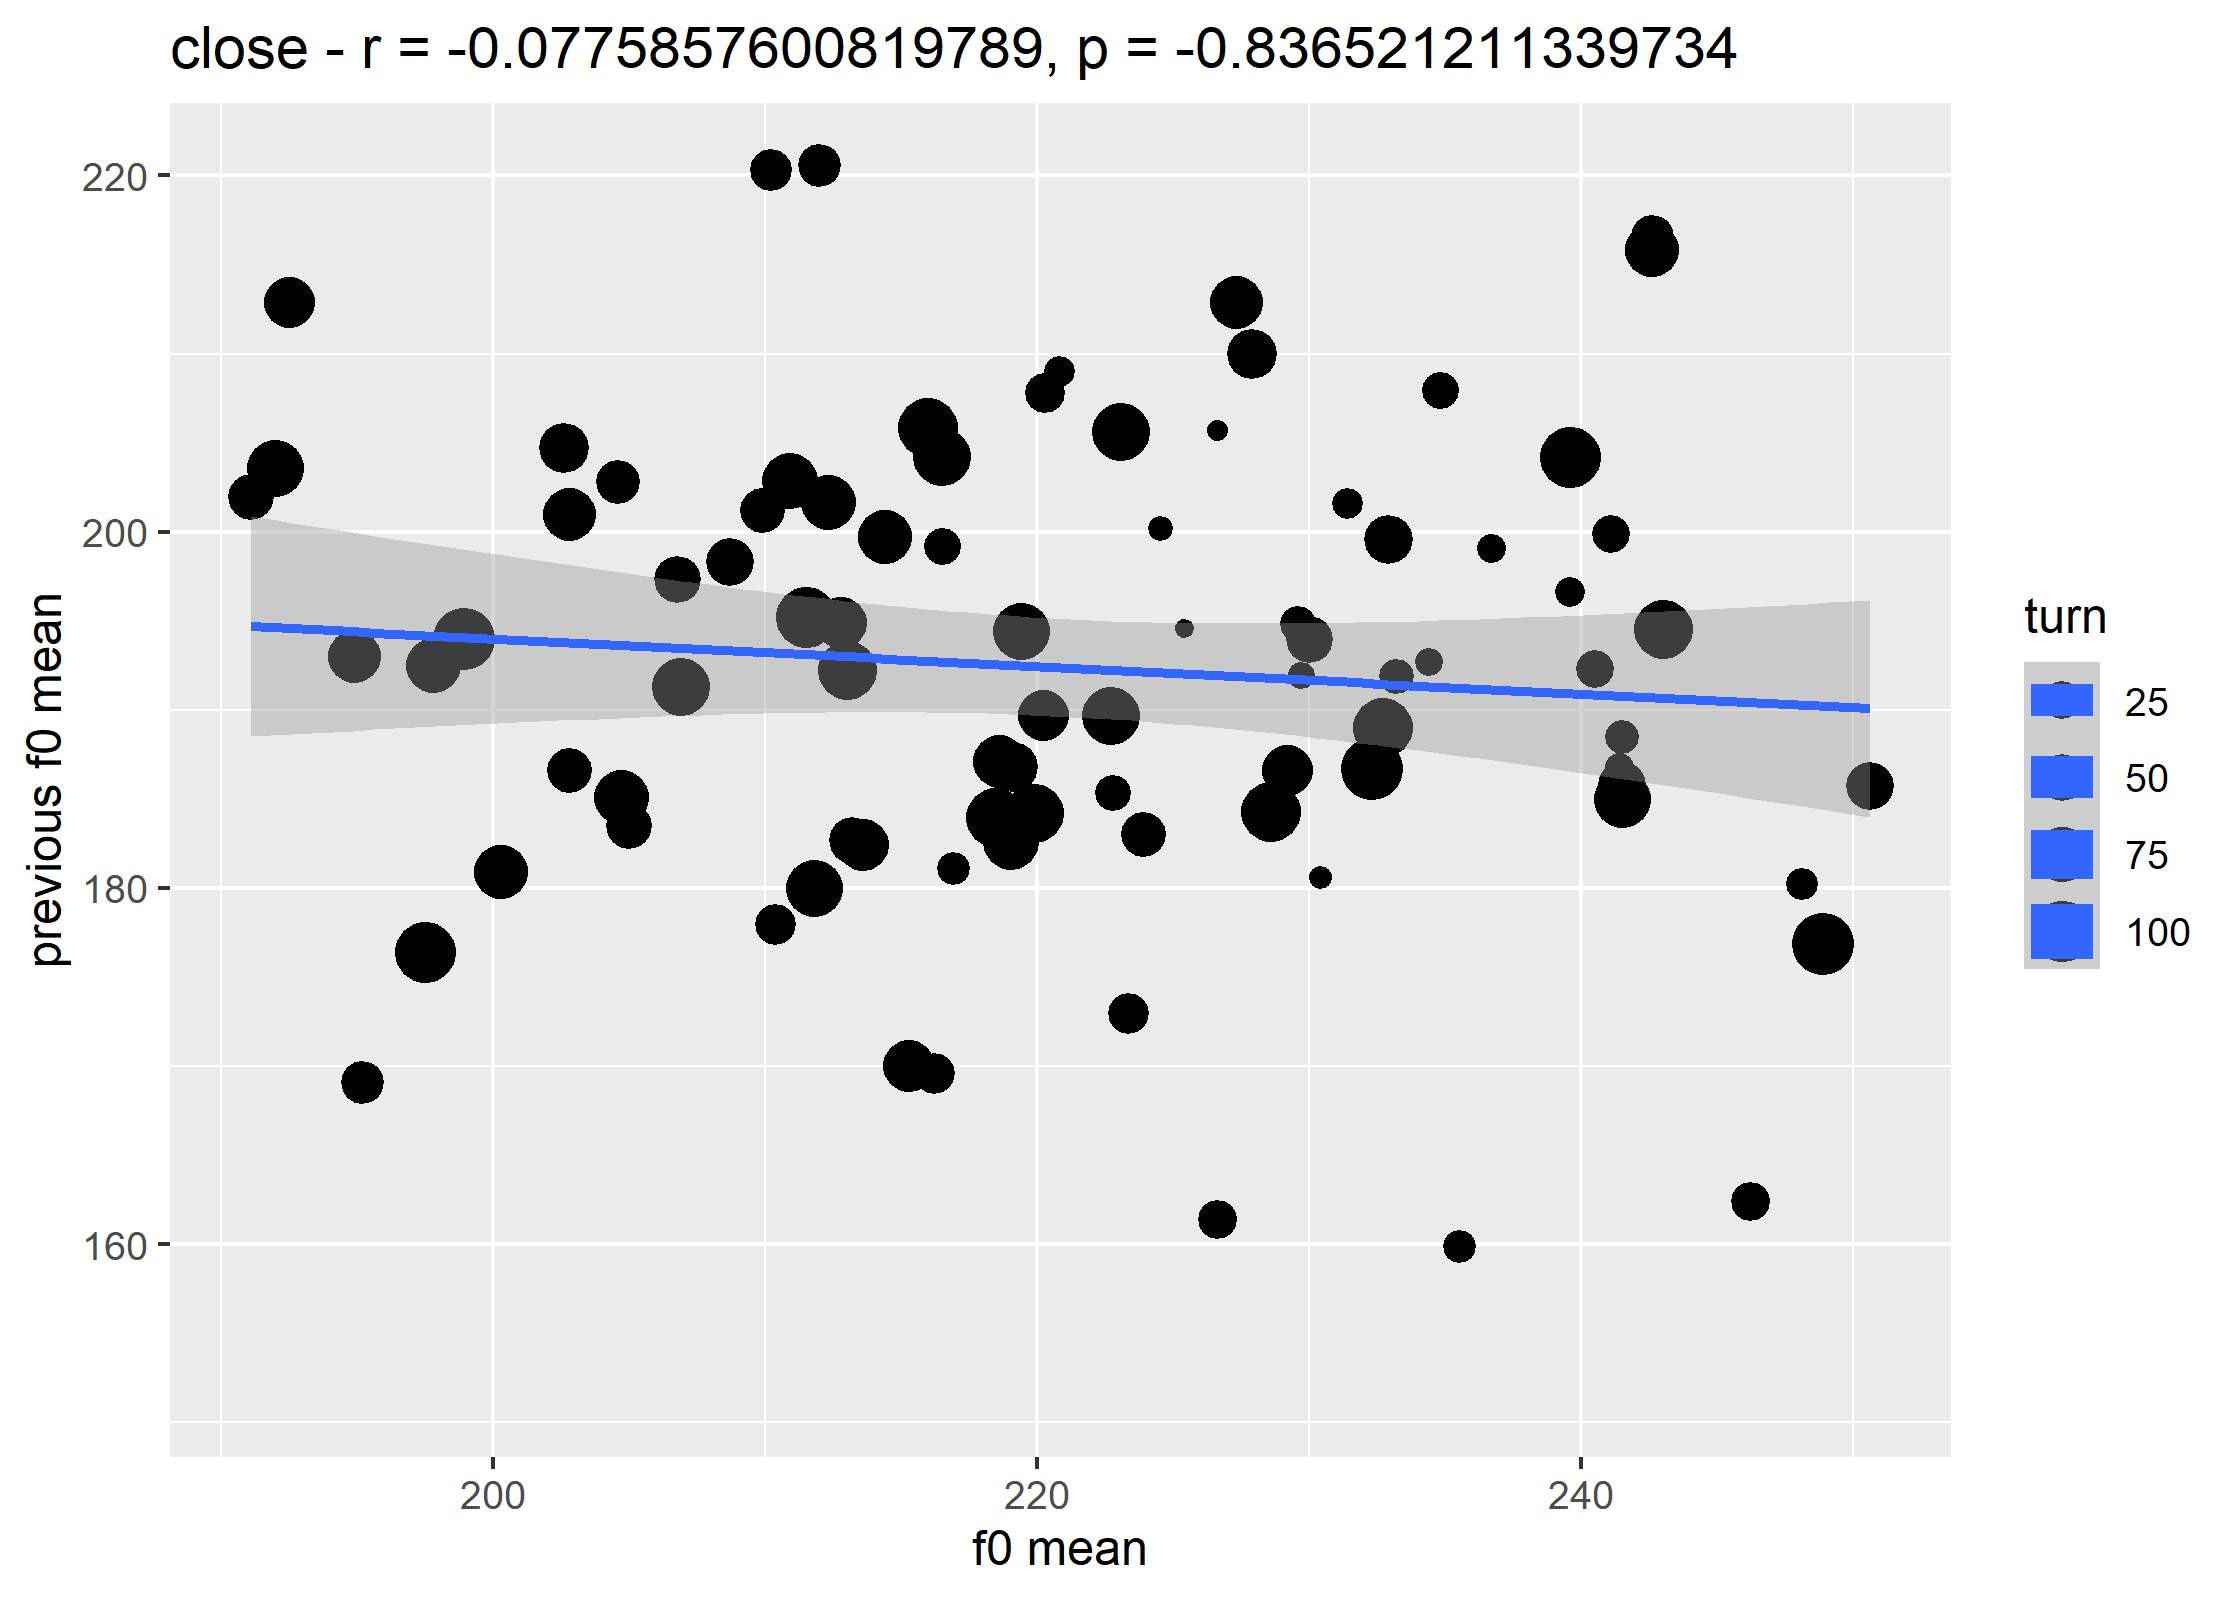 close - r = -0.0775857600819789, p = -0.836521211339734
220
200
180
160
previous f0 mean
200
220
240
f0 mean
turn
25
50
75
100